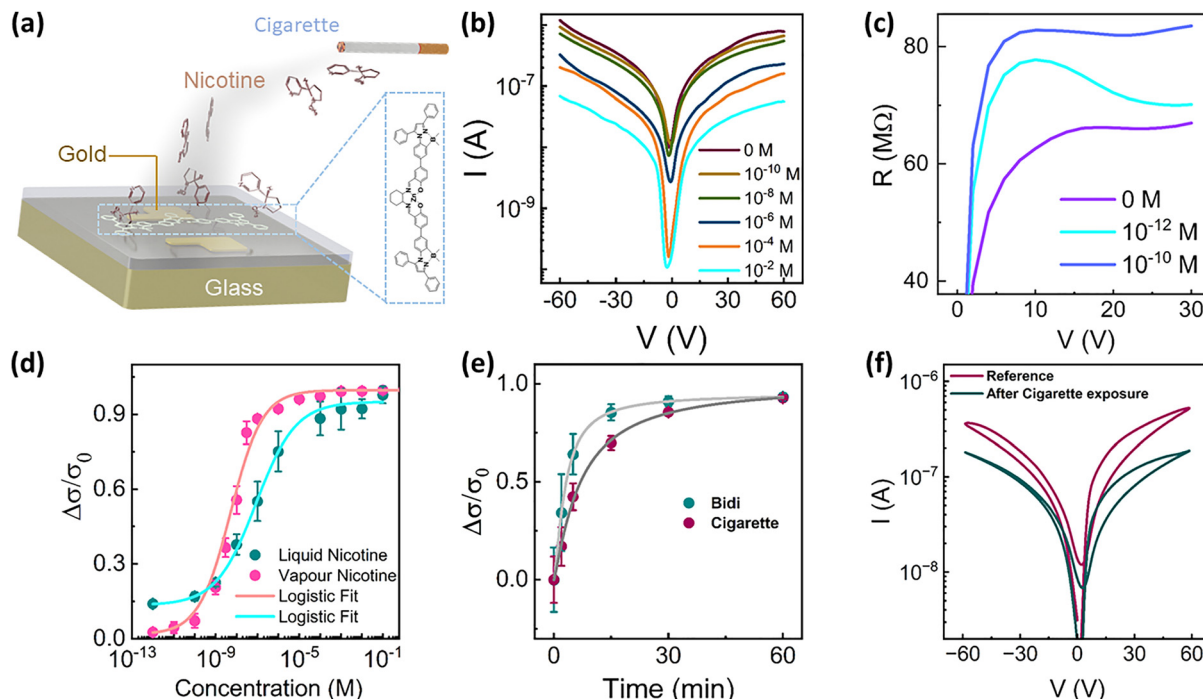 (a)
Cigarette
Nicotine
Gold
Glass
(b)
I (A)
10⁻⁷
10⁻⁹
0 M
10⁻¹⁰ M
10⁻⁸ M
10⁻⁶ M
10⁻⁴ M
10⁻² M
-60 -30 0 30 60
V (V)
(c)
R (MΩ)
80
60
40
0 M
10⁻¹² M
10⁻¹⁰ M
0 10 20 30
V (V)
(d)
Δσ/σ₀
0.9
0.6
0.3
0.0
Liquid Nicotine
Vapour Nicotine
Logistic Fit
Logistic Fit
10⁻¹³ 10⁻⁹ 10⁻⁵ 10⁻¹
Concentration (M)
(e)
Δσ/σ₀
1.0
0.5
0.0
Bidi
Cigarette
0 20 40 60
Time (min)
(f)
I (A)
10⁻⁶
10⁻⁷
10⁻⁸
Reference
After Cigarette exposure
−60 −30 0 30 60
V (V)